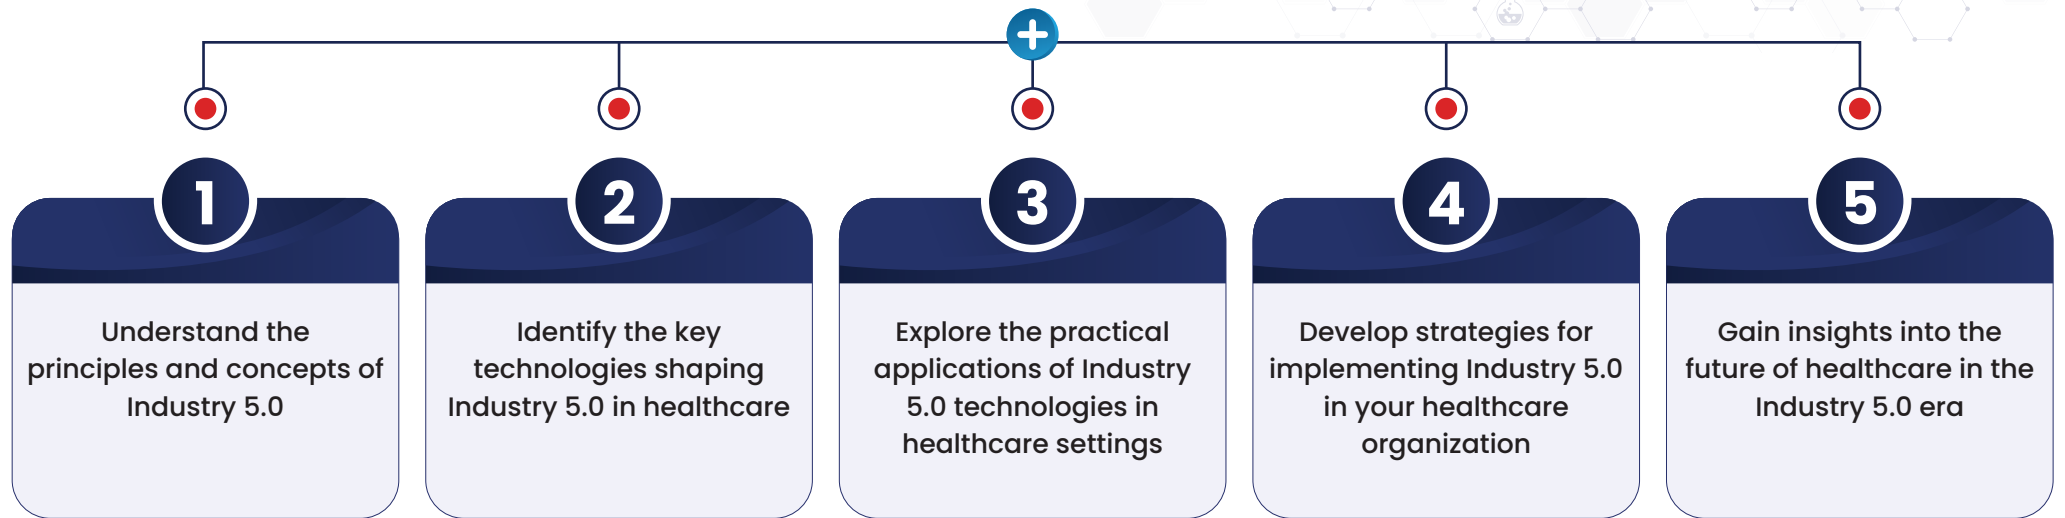 1
Understand the
principles and concepts of
Industry 5.0
2
Identify the key
technologies shaping
Industry 5.0 in healthcare
3
Explore the practical
applications of Industry
5.0 technologies in
healthcare settings
4
Develop strategies for
implementing Industry 5.0
in your healthcare
organization
5
Gain insights into the
future of healthcare in the
Industry 5.0 era